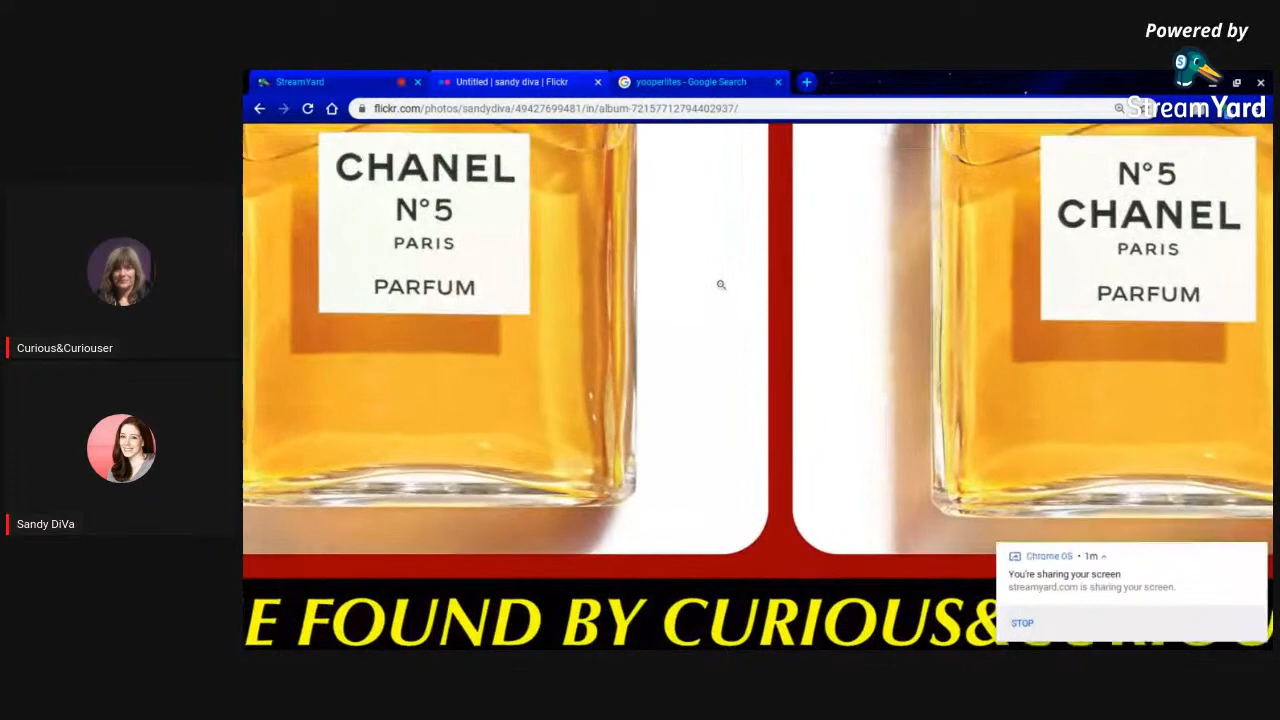 Powered by
StreamYard
StreamYard
Untitled | sandy diva | Flickr
yooperlites - Google Search
flickr.com/photos/sandydiva/49427699481/in/album-72157712794402937/
CHANEL
N°5
PARIS
PARFUM
N°5
CHANEL
PARIS
PARFUM
Curious&Curiouser
Sandy DiVa
Chrome OS • 1m
You're sharing your screen
streamyard.com is sharing your screen.
STOP
E FOUND BY CURIOUS&